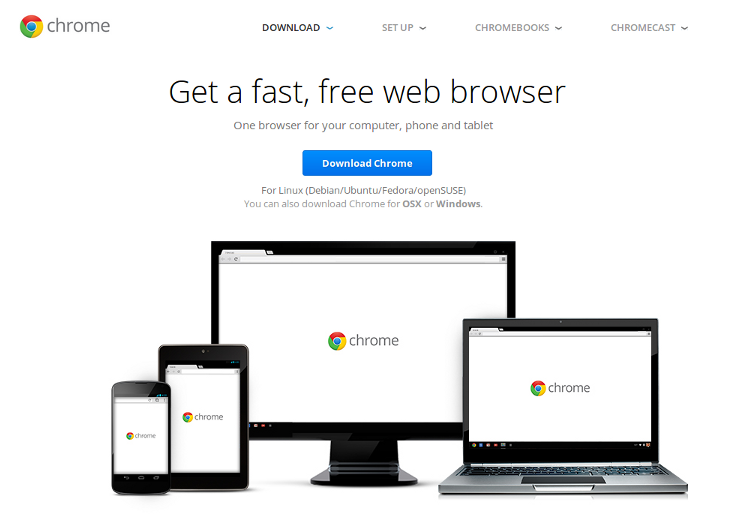 chrome
DOWNLOAD
SET UP
CHROMEBOOKS
CHROMECAST
Get a fast, free web browser
One browser for your computer, phone and tablet
Download Chrome
For Linux (Debian/Ubuntu/Fedora/openSUSE)
You can also download Chrome for OSX or Windows.
chrome
chrome
chrome
chrome